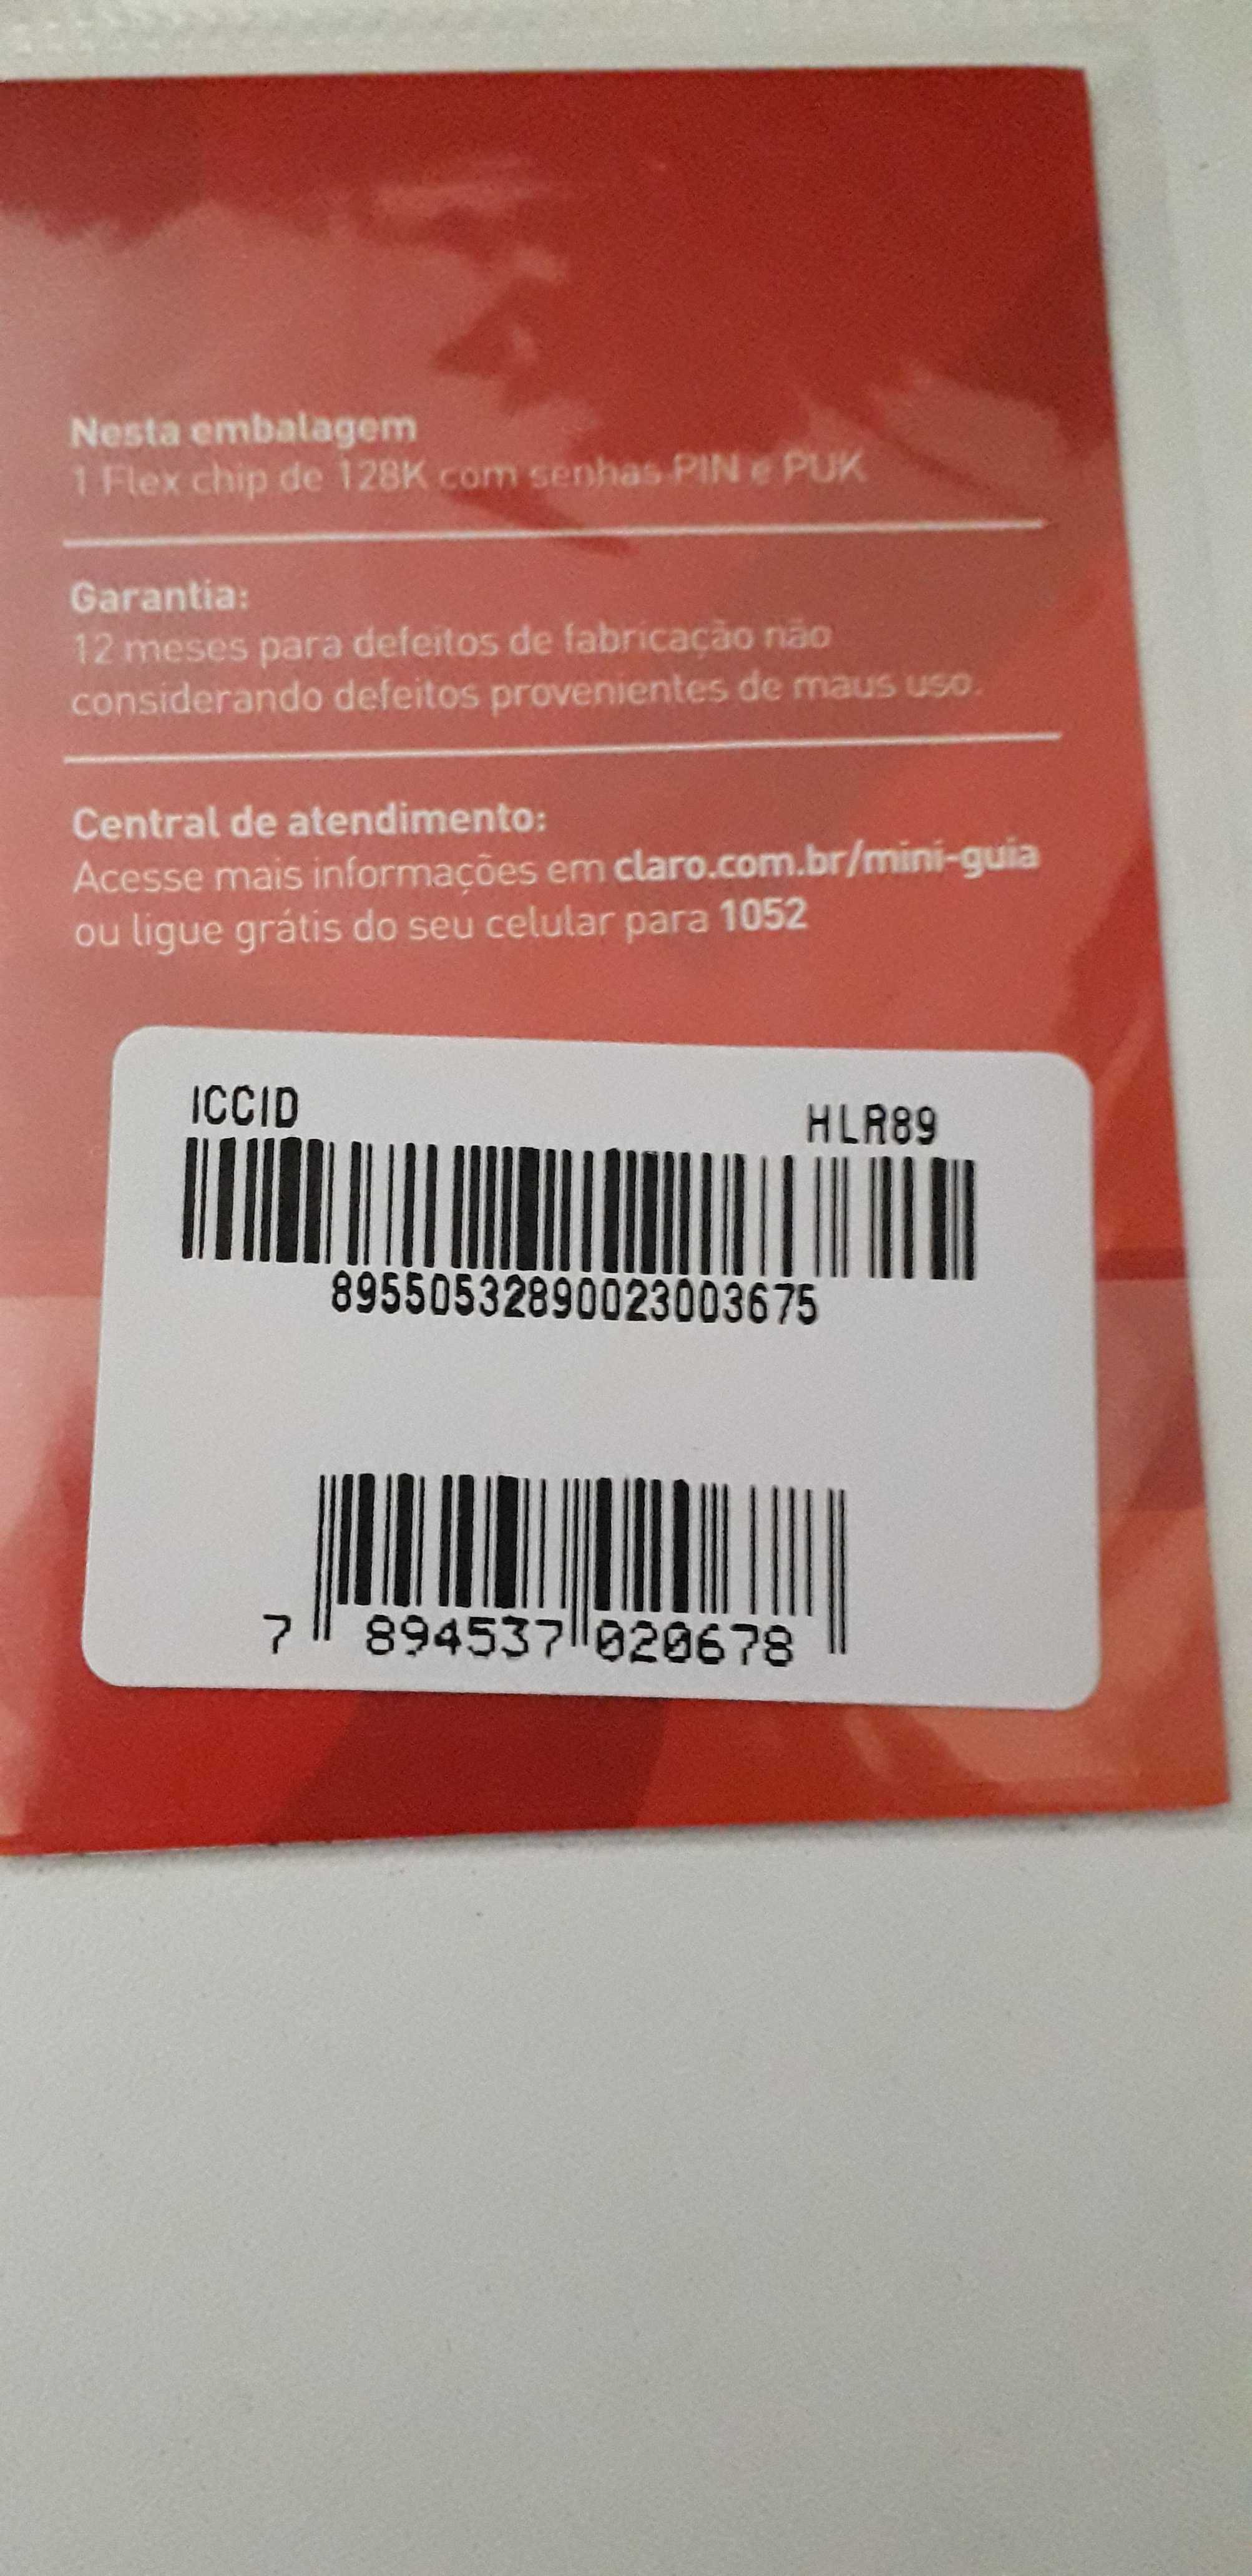 Nesta embalagem
1 Flex chip de 128K com senhas PIN e PUK
Garantia:
12 meses para defeitos de fabricação não
considerando defeitos provenientes de maus uso.
Central de atendimento:
Acesse mais informações em claro.com.br/mini-guia
ou ligue grátis do seu celular para 1052
ICCID HLR89
89550532890023003675
7 894537 020678